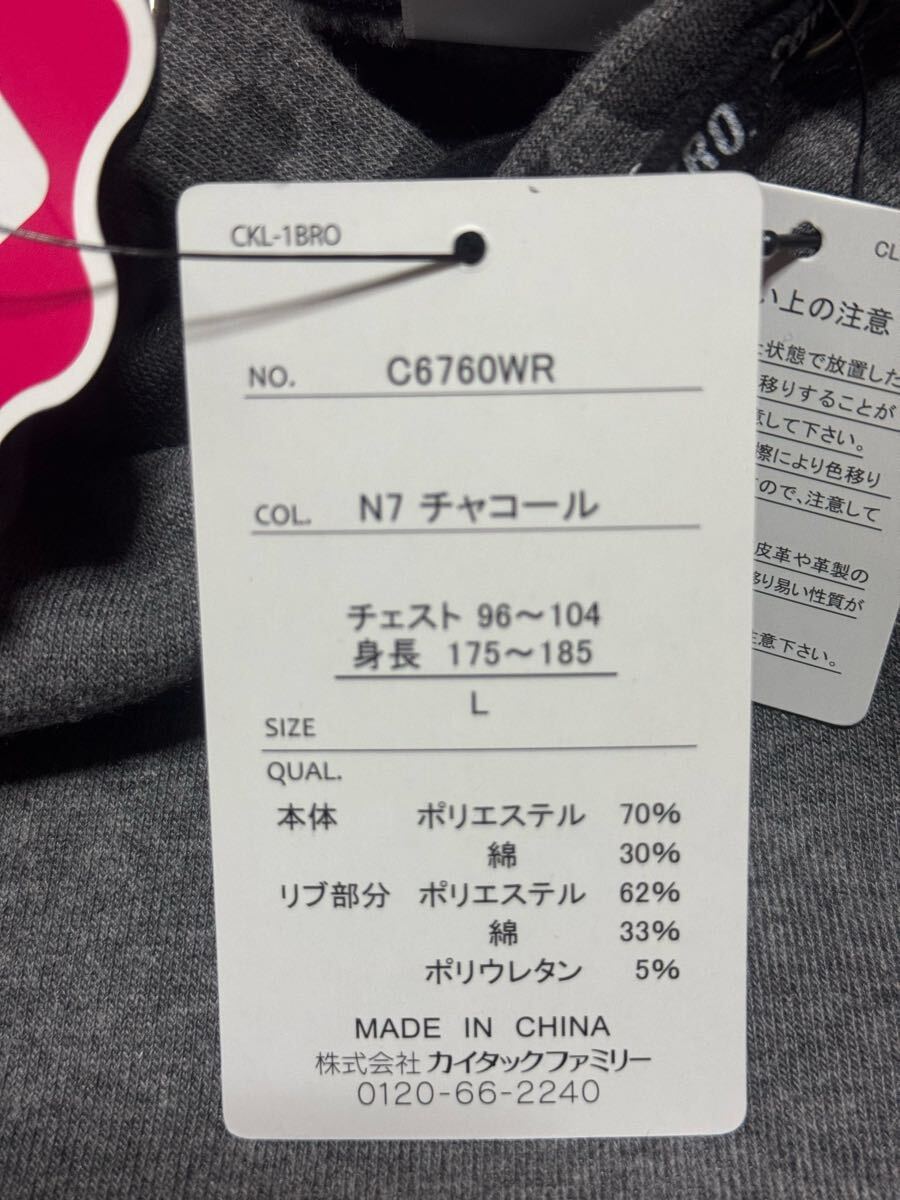 CKL-1BRO
NO. C6760WR
COL. N7 チャコール
チェスト 96～104
身長 175～185
L
SIZE
QUAL.
本体 ポリエステル 70%
綿 30%
リブ部分 ポリエステル 62%
綿 33%
ポリウレタン 5%
MADE IN CHINA
株式会社 カイタックファミリー
0120-66-2240
CL
い上の注意
状態で放置した
移りすることが
意して下さい。
擦により色移り
ので、注意して
皮革や革製の
移り易い性質が
注意下さい。
RO